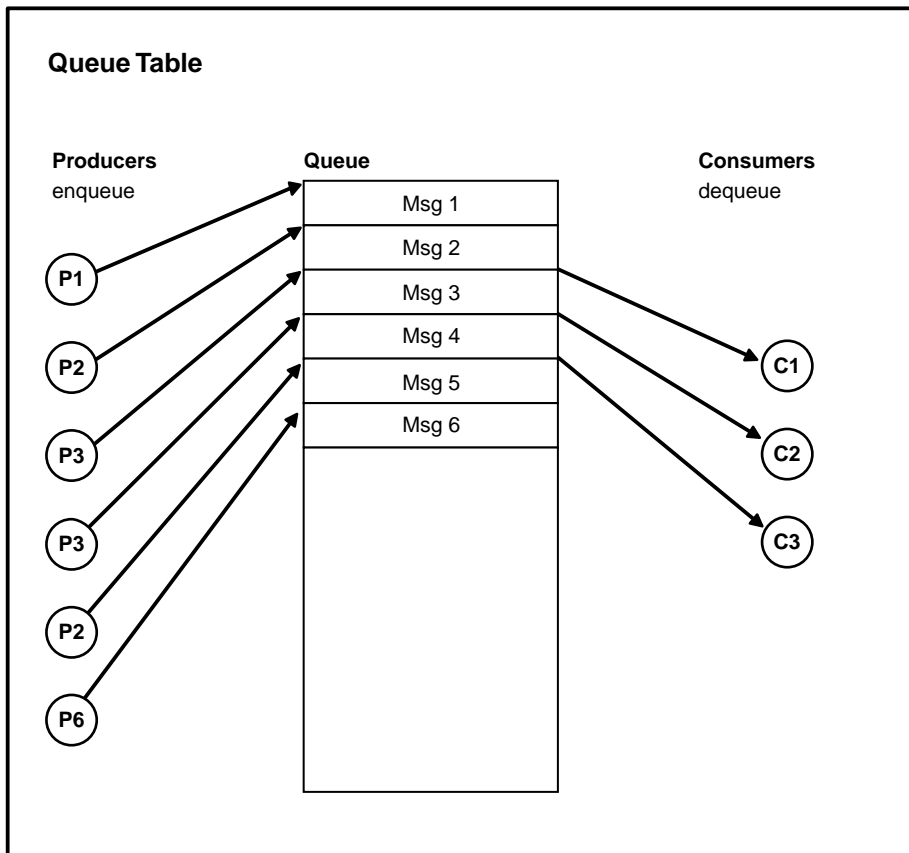 Queue Table
Producers
enqueue
Queue
Consumers
dequeue
Msg 1
Msg 2
Msg 3
Msg 4
Msg 5
Msg 6
P1
P2
P3
P3
P2
P6
C1
C2
C3